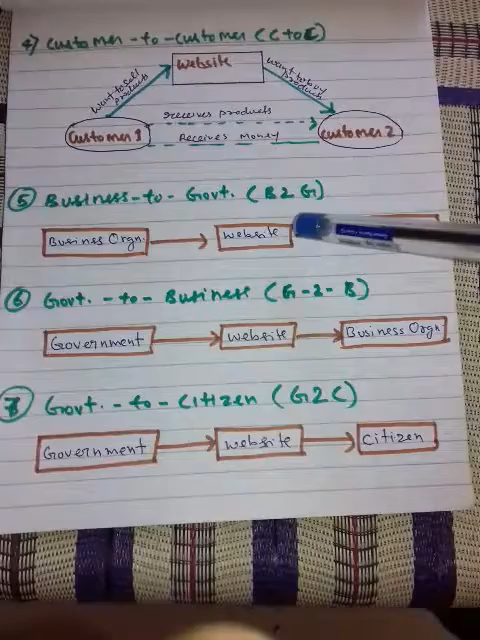 4) Customer-to-Customer (C to C)
Website
Want to sell products
Want to buy products
receives products
Customer 1
Customer 2
Receives Money
5 Business-to-Govt. (B2G)
Busines Orgn.
Website
6 Govt.-to-Business (G-2-B)
Government
Website
Business Orgn
7 Govt.-to-Citizen (G2C)
Government
Website
Citizen